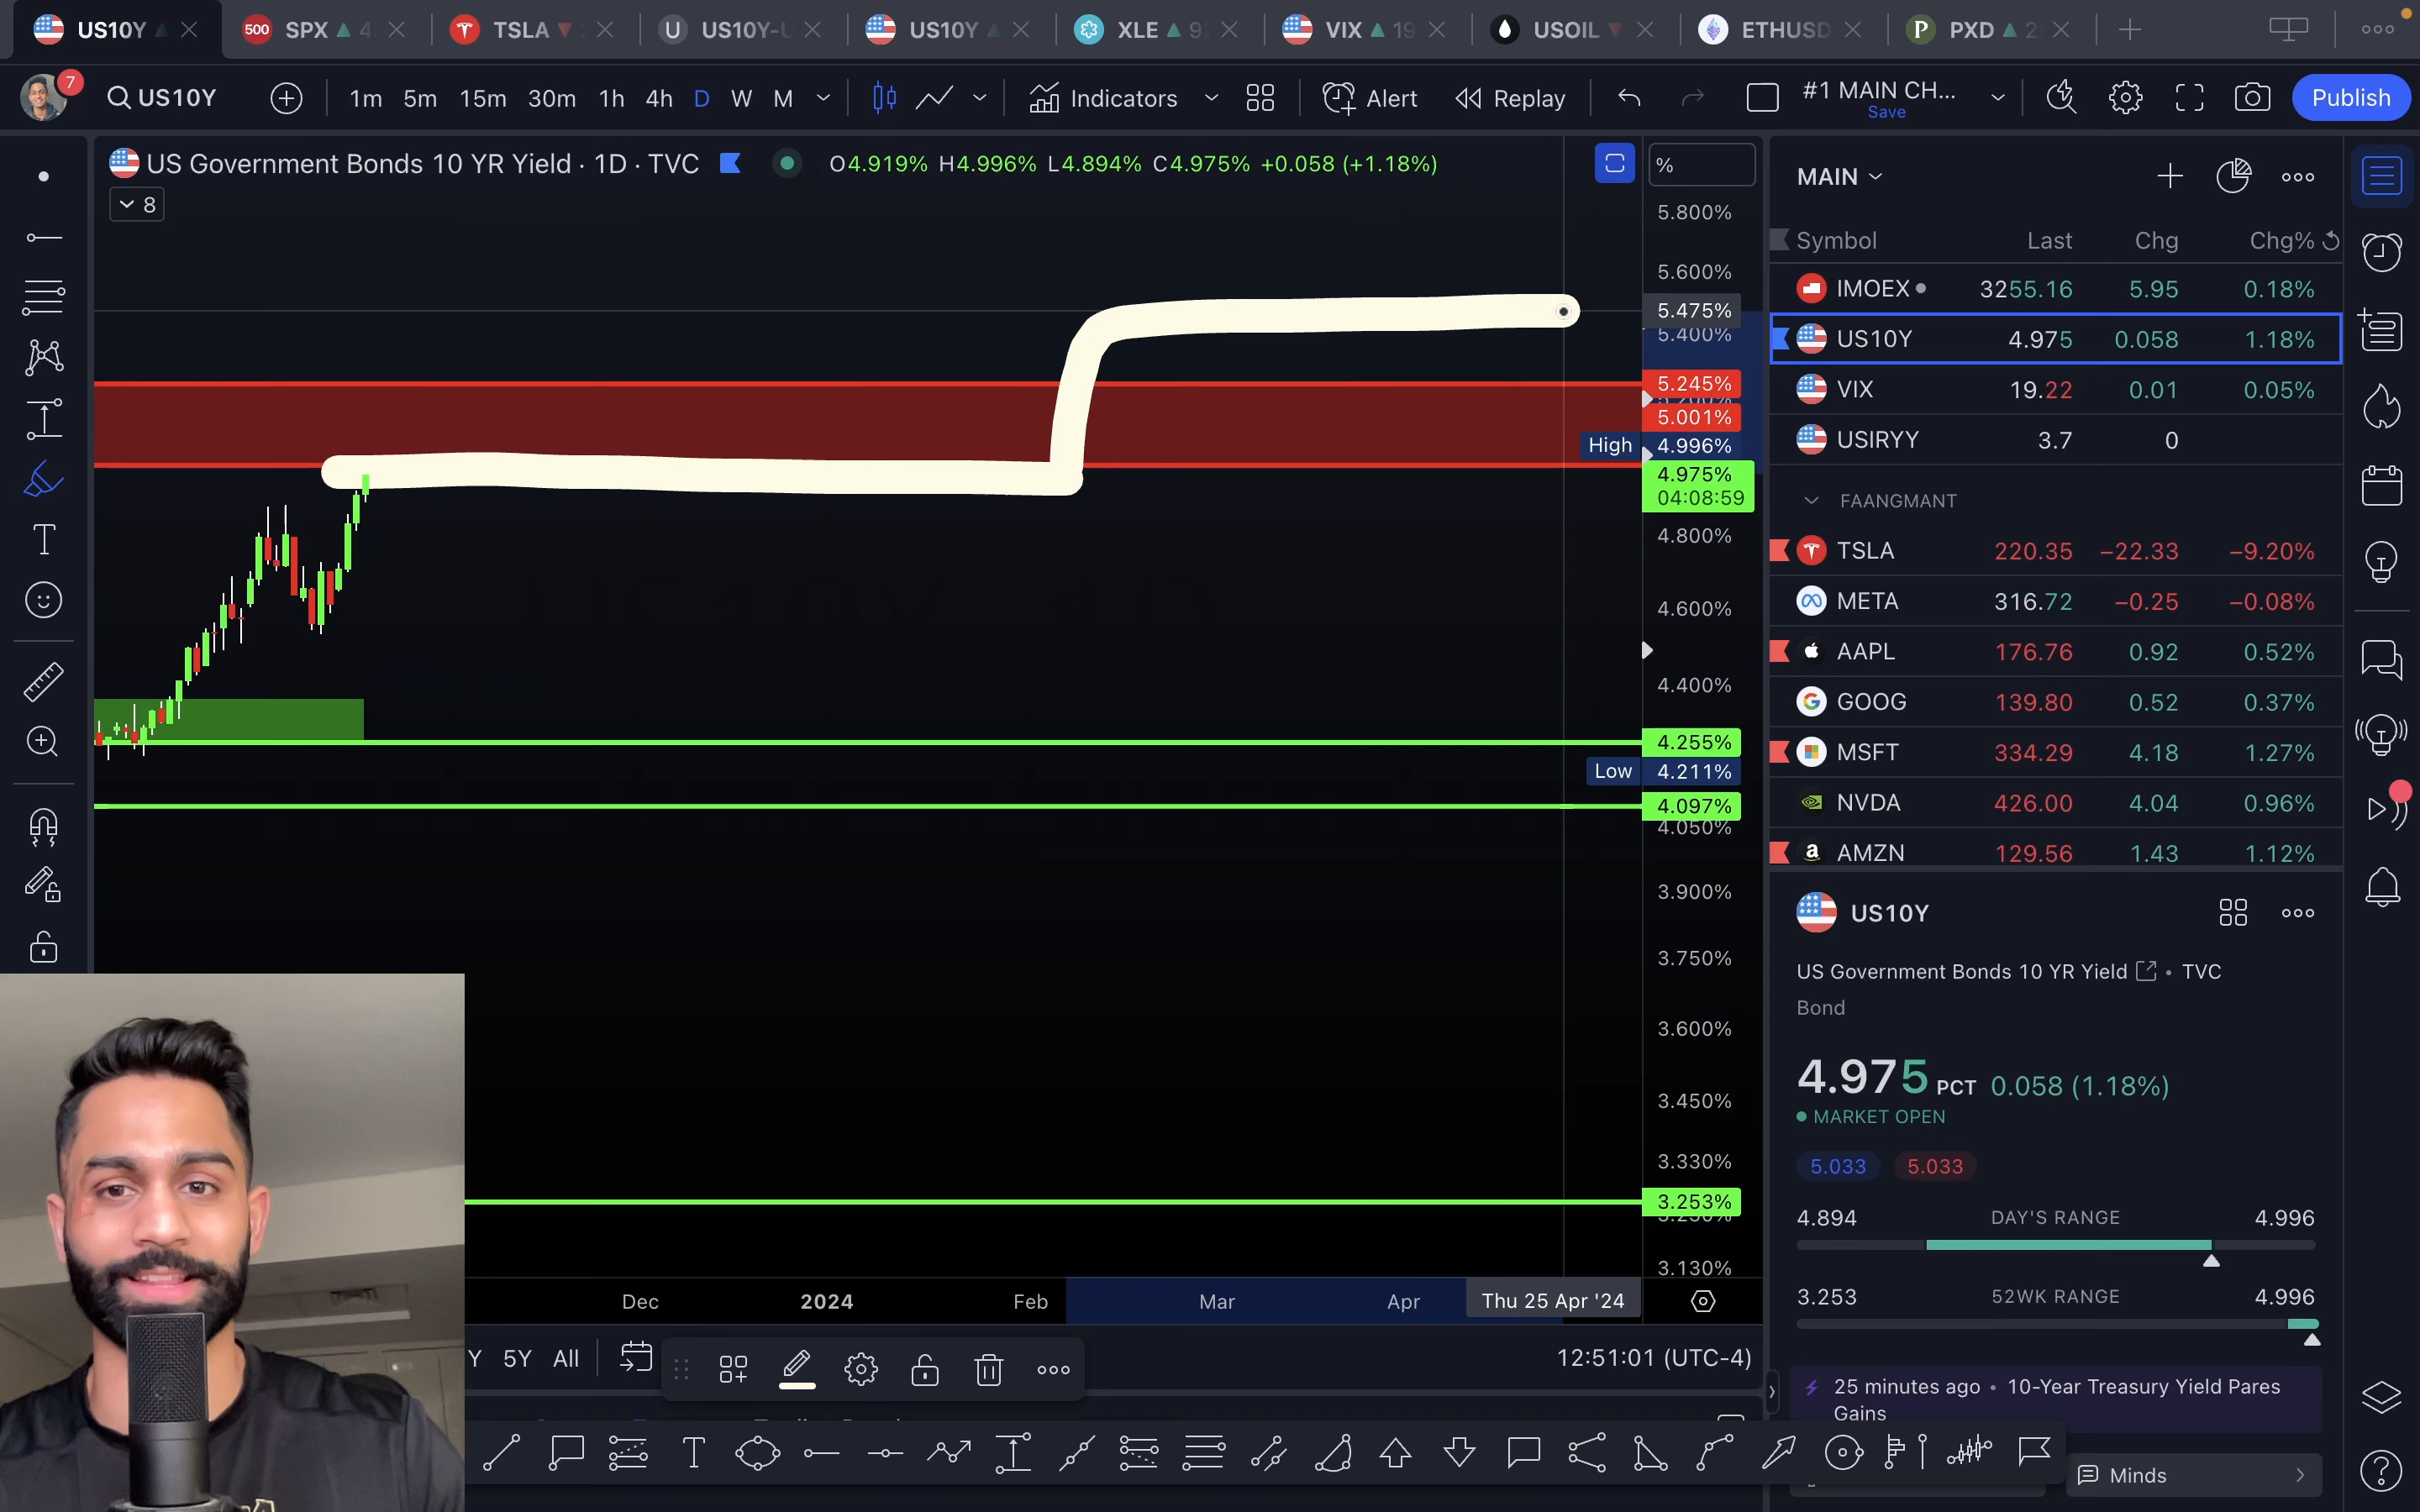 US10Y SPX 4 TSLA US10Y-U US10Y XLE 9 VIX 19 USOIL ETHUSD PXD 2
7 US10Y 1m 5m 15m 30m 1h 4h D W M Indicators Alert Replay #1 MAIN CH... Save Publish
US Government Bonds 10 YR Yield · 1D · TVC O4.919% H4.996% L4.894% C4.975% +0.058 (+1.18%)
8
%
5.800%
5.600%
5.475%
5.400%
5.245%
5.001%
High 4.996%
4.975%
04:08:59
4.800%
4.600%
4.400%
4.255%
Low 4.211%
4.097%
4.050%
3.900%
3.750%
3.600%
3.450%
3.330%
3.253%
3.130%
Dec 2024 Feb Mar Apr Thu 25 Apr '24
Y 5Y All 12:51:01 (UTC-4)
MAIN
Symbol Last Chg Chg%
IMOEX 3255.16 5.95 0.18%
US10Y 4.975 0.058 1.18%
VIX 19.22 0.01 0.05%
USIRYY 3.7 0
FAANGMANT
TSLA 220.35 −22.33 −9.20%
META 316.72 −0.25 −0.08%
AAPL 176.76 0.92 0.52%
GOOG 139.80 0.52 0.37%
MSFT 334.29 4.18 1.27%
NVDA 426.00 4.04 0.96%
AMZN 129.56 1.43 1.12%
US10Y
US Government Bonds 10 YR Yield • TVC
Bond
4.975 PCT 0.058 (1.18%)
MARKET OPEN
5.033 5.033
4.894 DAY'S RANGE 4.996
3.253 52WK RANGE 4.996
25 minutes ago • 10-Year Treasury Yield Pares
Gains
Minds